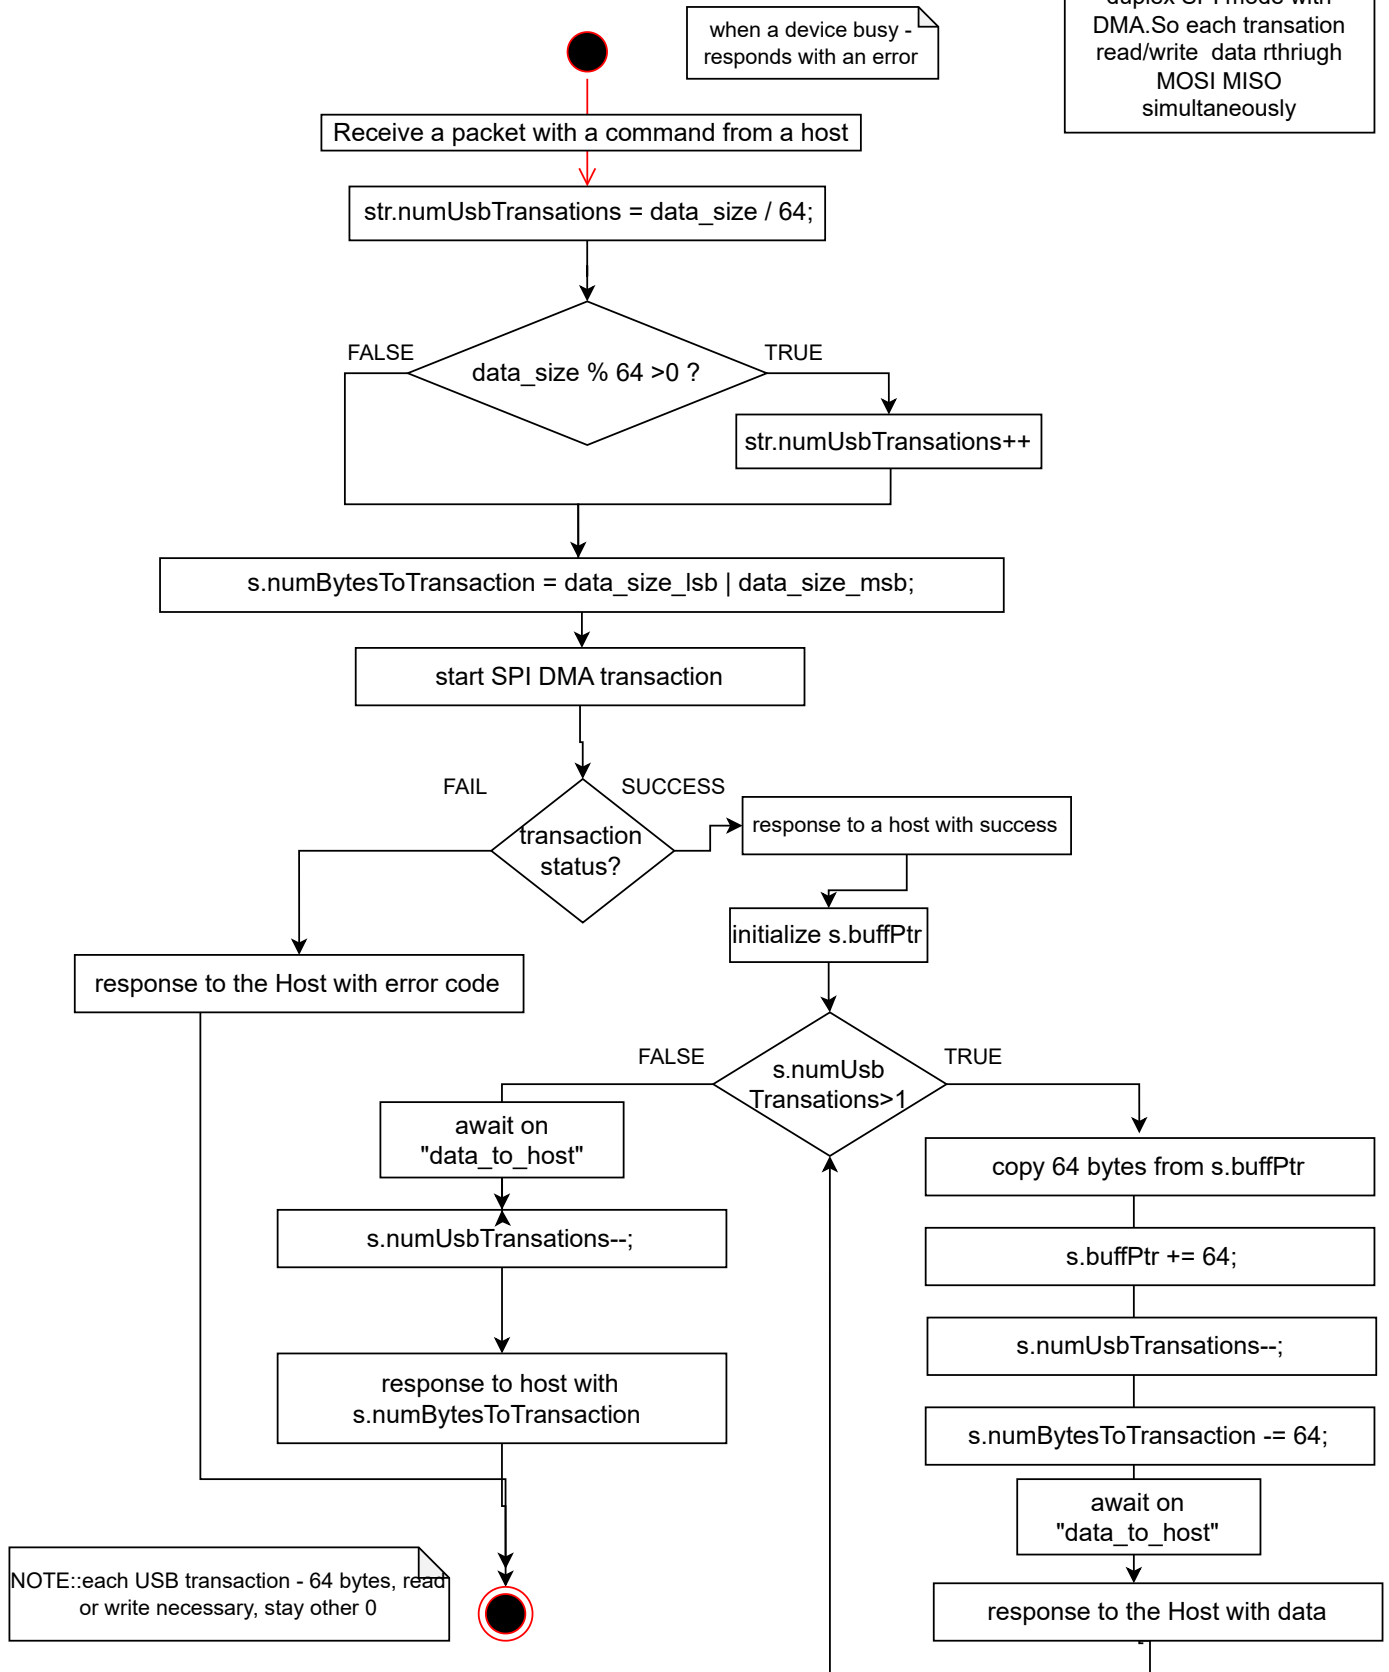 when a device busy -
responds with an error
duplex SPI mode with
DMA.So each transation
read/write data rthriugh
MOSI MISO
simultaneously
Receive a packet with a command from a host
str.numUsbTransations = data_size / 64;
FALSE
TRUE
data_size % 64 >0 ?
str.numUsbTransations++
s.numBytesToTransaction = data_size_lsb | data_size_msb;
start SPI DMA transaction
FAIL
SUCCESS
transaction
status?
response to a host with success
initialize s.buffPtr
response to the Host with error code
FALSE
TRUE
s.numUsb
Transations>1
await on
"data_to_host"
copy 64 bytes from s.buffPtr
s.numUsbTransations--;
s.buffPtr += 64;
s.numUsbTransations--;
response to host with
s.numBytesToTransaction
s.numBytesToTransaction -= 64;
await on
"data_to_host"
NOTE::each USB transaction - 64 bytes, read
or write necessary, stay other 0
response to the Host with data